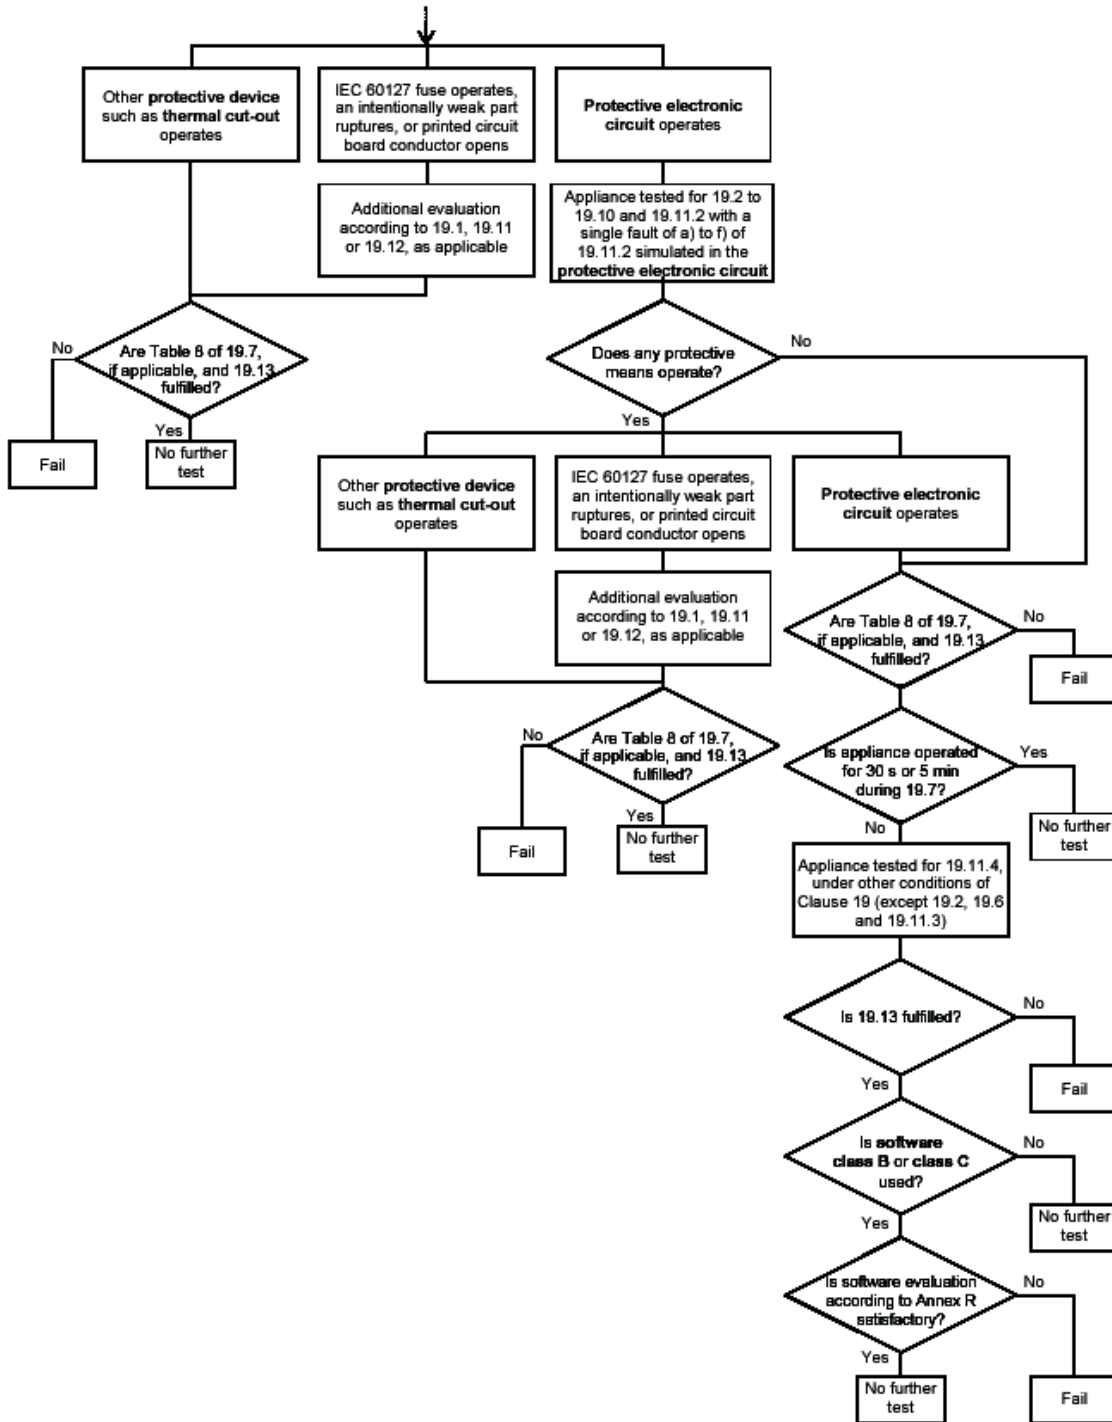 Other protective device
such as thermal cut-out
operates
IEC 60127 fuse operates,
an intentionally weak part
ruptures, or printed circuit
board conductor opens
Protective electronic
circuit operates
Additional evaluation
according to 19.1, 19.11
or 19.12, as applicable
Appliance tested for 19.2 to
19.10 and 19.11.2 with a
single fault of a) to f) of
19.11.2 simulated in the
protective electronic circuit
No
Are Table 8 of 19.7,
if applicable, and 19.13
fulfilled?
Yes
Fail
No further
test
Does any protective
means operate?
No
Yes
Other protective device
such as thermal cut-out
operates
IEC 60127 fuse operates,
an intentionally weak part
ruptures, or printed circuit
board conductor opens
Protective electronic
circuit operates
Additional evaluation
according to 19.1, 19.11
or 19.12, as applicable
Are Table 8 of 19.7,
if applicable, and 19.13
fulfilled?
No
Fail
No
Are Table 8 of 19.7,
if applicable, and 19.13
fulfilled?
Yes
Fail
No further
test
Is appliance operated
for 30 s or 5 min
during 19.7?
Yes
No
No further
test
Appliance tested for 19.11.4,
under other conditions of
Clause 19 (except 19.2, 19.6
and 19.11.3)
Is 19.13 fulfilled?
No
Yes
Fail
Is software
class B or class C
used?
No
Yes
No further
test
Is software evaluation
according to Annex R
satisfactory?
No
Yes
No further
test
Fail